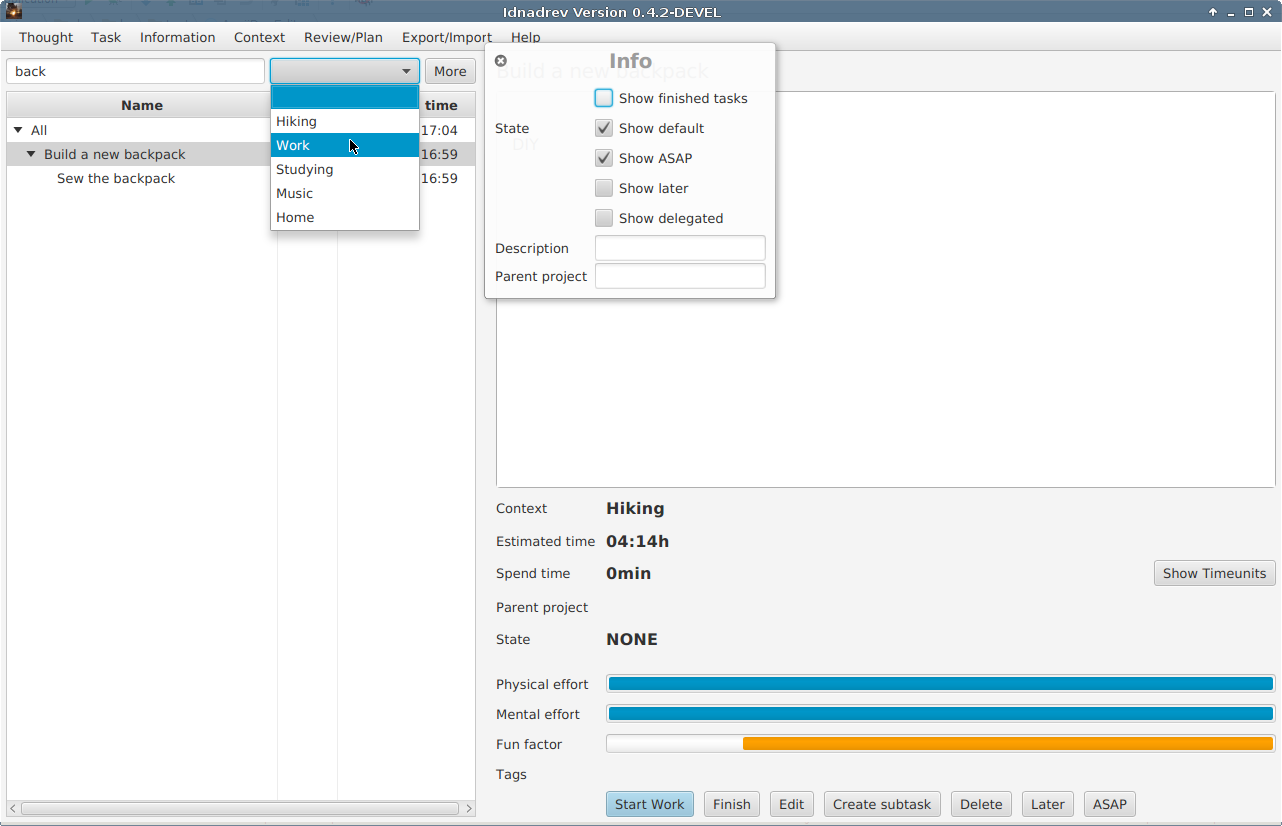 Idnadrev Version 0.4.2-DEVEL
Thought Task Information Context Review/Plan Export/Import Help
back
More
Name
time
All
17:04
Build a new backpack
16:59
Sew the backpack
16:59
Hiking
Work
Studying
Music
Home
Info
Build a new backpack
Show finished tasks
State
Show default
DIY
Show ASAP
Show later
Show delegated
Description
Parent project
Context Hiking
Estimated time 04:14h
Spend time 0min
Show Timeunits
Parent project
State NONE
Physical effort
Mental effort
Fun factor
Tags
Start Work Finish Edit Create subtask Delete Later ASAP